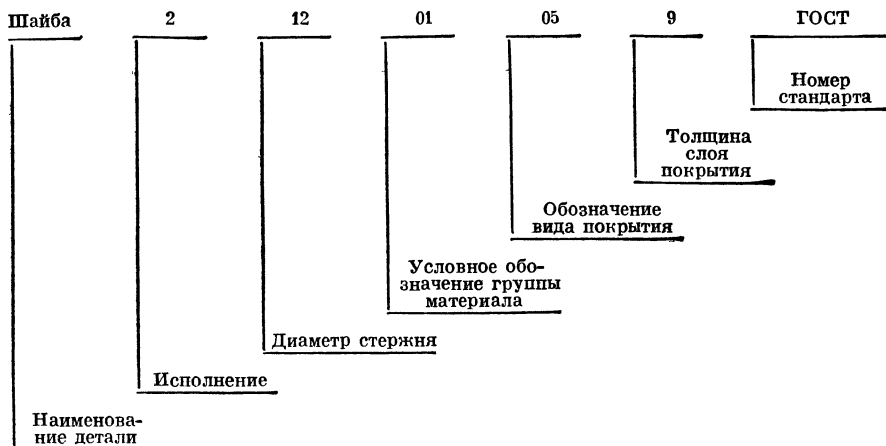 Шайба 2 12 01 05 9 ГОСТ
Номер
стандарта
Толщина
слоя
покрытия
Обозначение
вида покрытия
Условное обо-
значение группы
материала
Диаметр стержня
Исполнение
Наименова-
ние детали